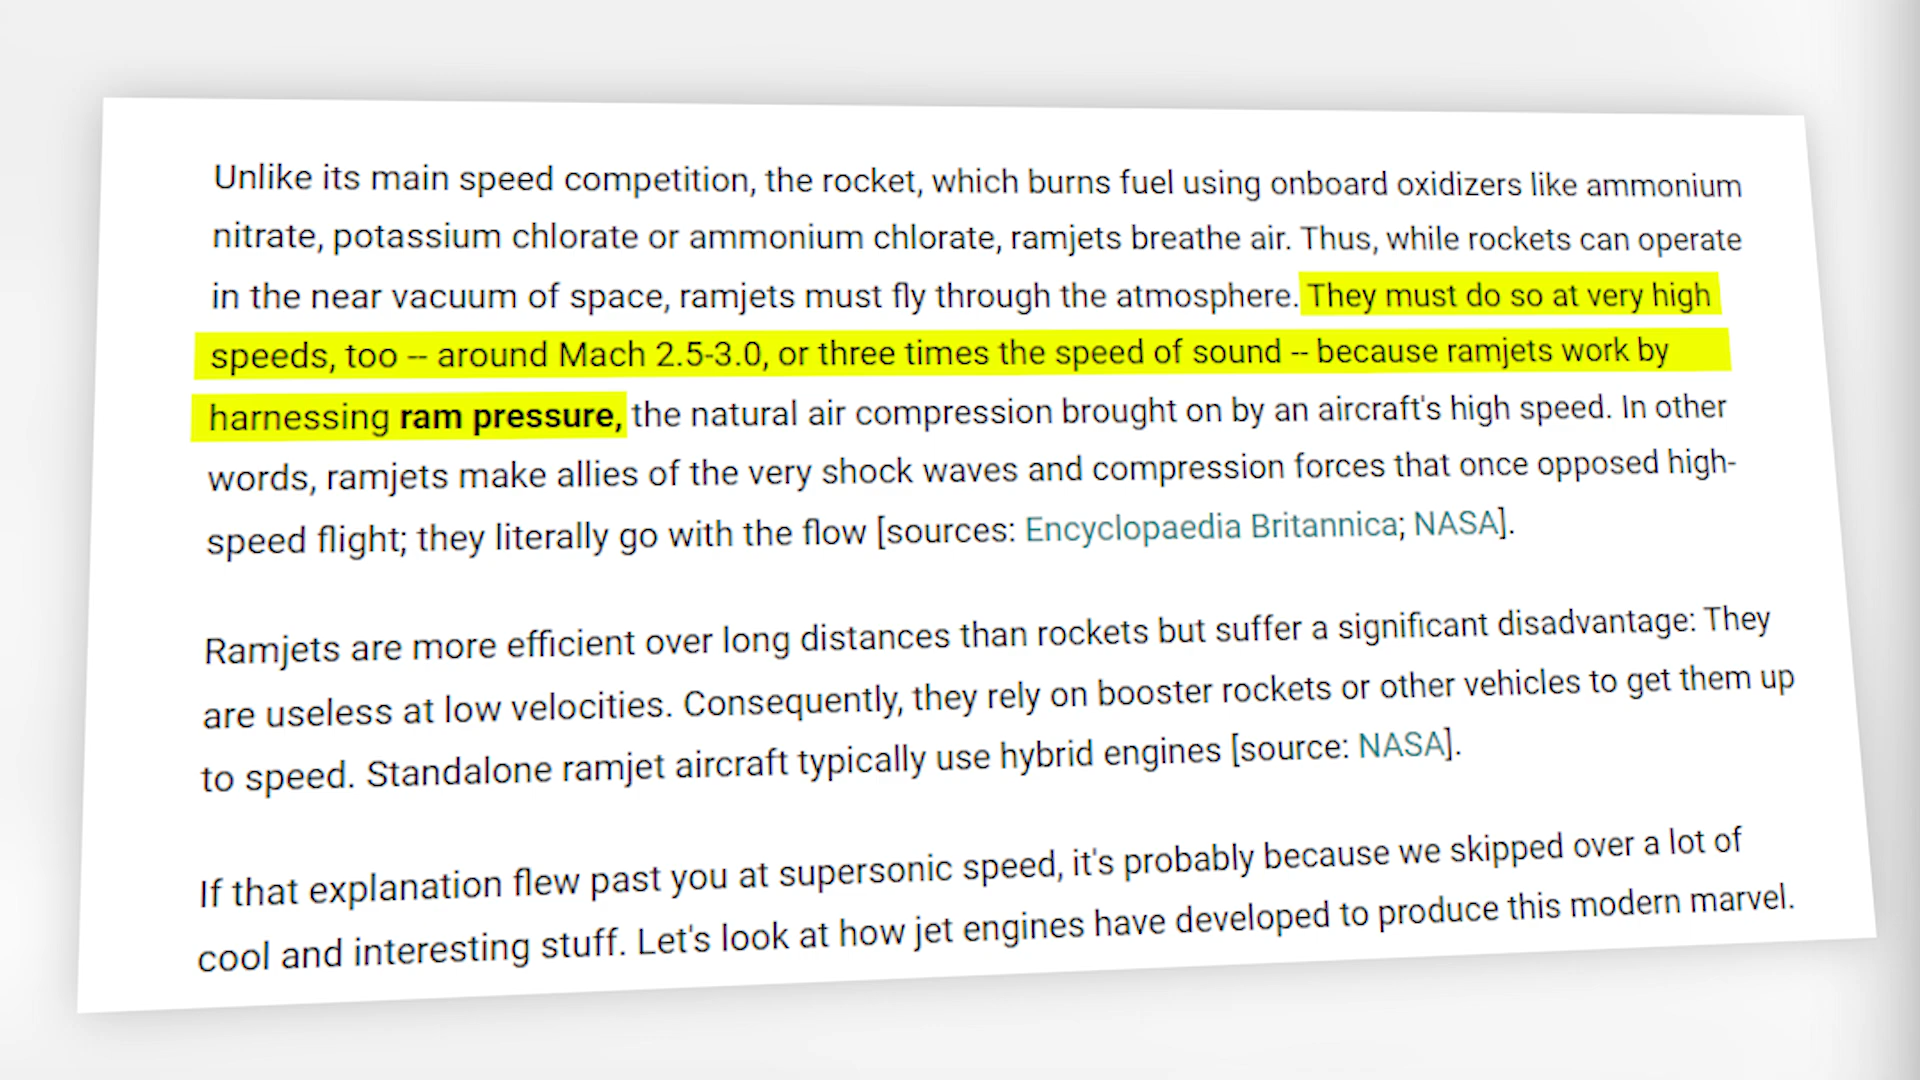 Unlike its main speed competition, the rocket, which burns fuel using onboard oxidizers like ammonium
nitrate, potassium chlorate or ammonium chlorate, ramjets breathe air. Thus, while rockets can operate
in the near vacuum of space, ramjets must fly through the atmosphere. They must do so at very high
speeds, too -- around Mach 2.5-3.0, or three times the speed of sound -- because ramjets work by
harnessing ram pressure, the natural air compression brought on by an aircraft's high speed. In other
words, ramjets make allies of the very shock waves and compression forces that once opposed high-
speed flight; they literally go with the flow [sources: Encyclopaedia Britannica; NASA].
Ramjets are more efficient over long distances than rockets but suffer a significant disadvantage: They
are useless at low velocities. Consequently, they rely on booster rockets or other vehicles to get them up
to speed. Standalone ramjet aircraft typically use hybrid engines [source: NASA].
If that explanation flew past you at supersonic speed, it's probably because we skipped over a lot of
cool and interesting stuff. Let's look at how jet engines have developed to produce this modern marvel.